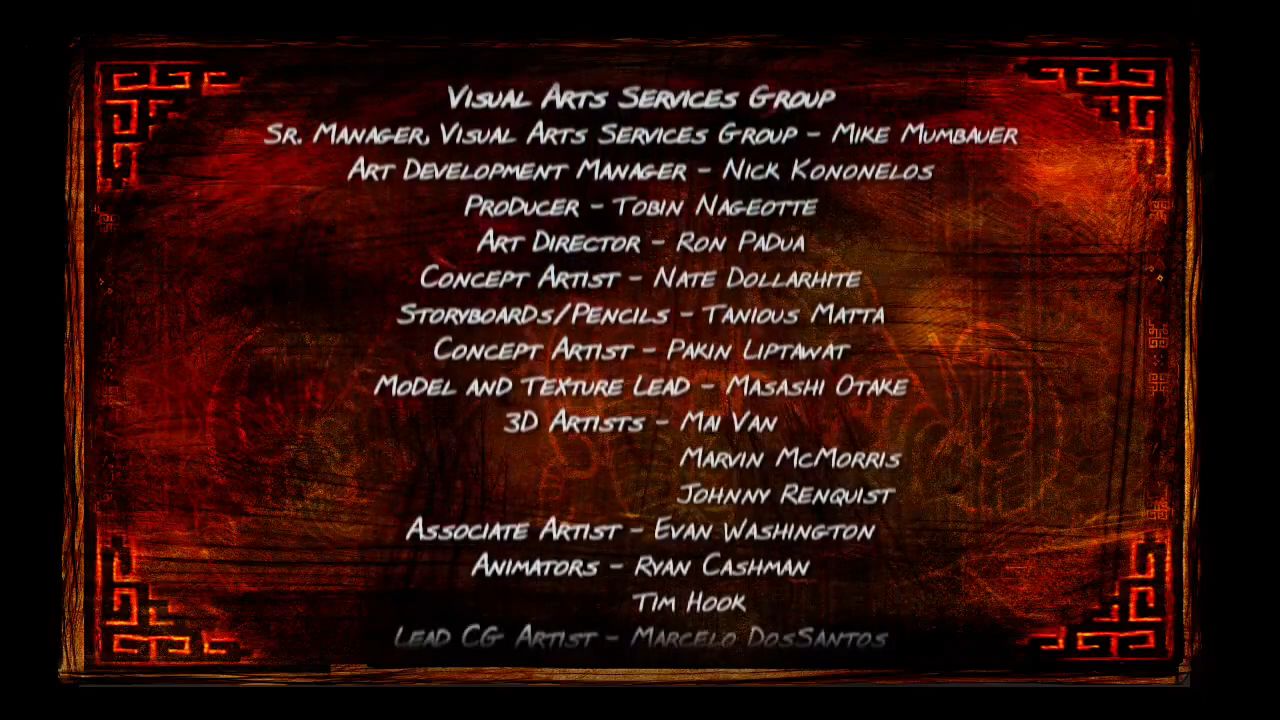 Visual Arts Services Group
Sr. Manager, Visual Arts Services Group - Mike Mumbauer
Art Development Manager - Nick Kononelos
Producer - Tobin Nageotte
Art Director - Ron Padua
Concept Artist - Nate Dollarhite
Storyboards/Pencils - Tanious Matta
Concept Artist - Pakin Liptawat
Model and Texture Lead - Masashi Otake
3D Artists - Mai Van
Marvin McMorris
Johnny Renquist
Associate Artist - Evan Washington
Animators - Ryan Cashman
Tim Hook
Lead CG Artist - Marcelo DosSantos